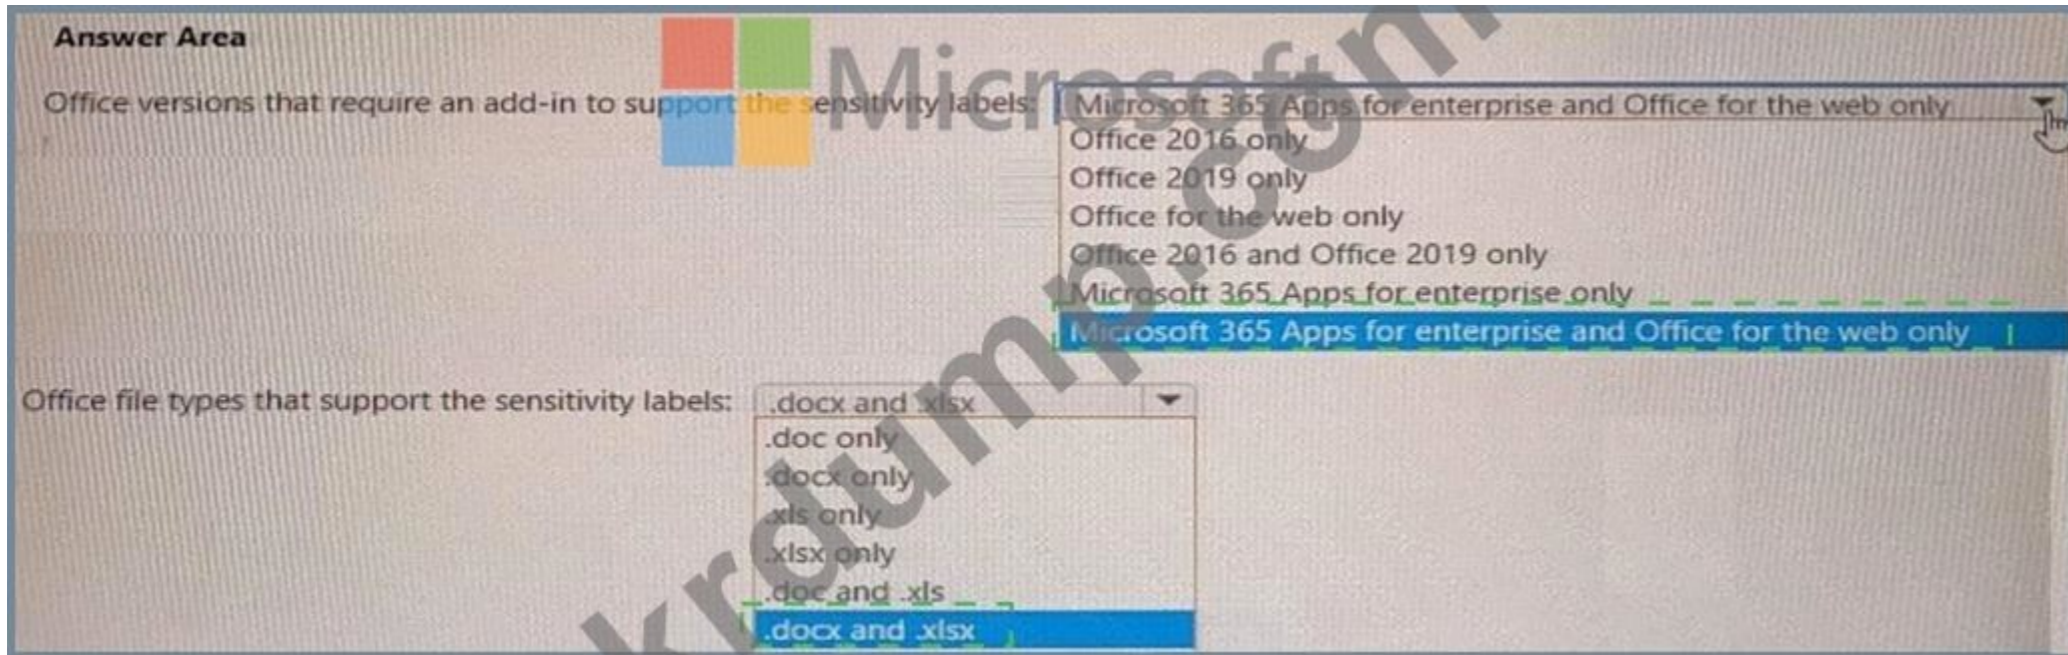 Answer Area
Microsoft
Office versions that require an add-in to support the sensitivity labels: Microsoft 365 Apps for enterprise and Office for the web only
Office 2016 only
Office 2019 only
Office for the web only
Office 2016 and Office 2019 only
Microsoft 365 Apps for enterprise only
Microsoft 365 Apps for enterprise and Office for the web only
Office file types that support the sensitivity labels: .docx and .xlsx
.doc only
.docx only
.xls only
.xlsx only
.doc and .xls
.docx and .xlsx
krdump.com